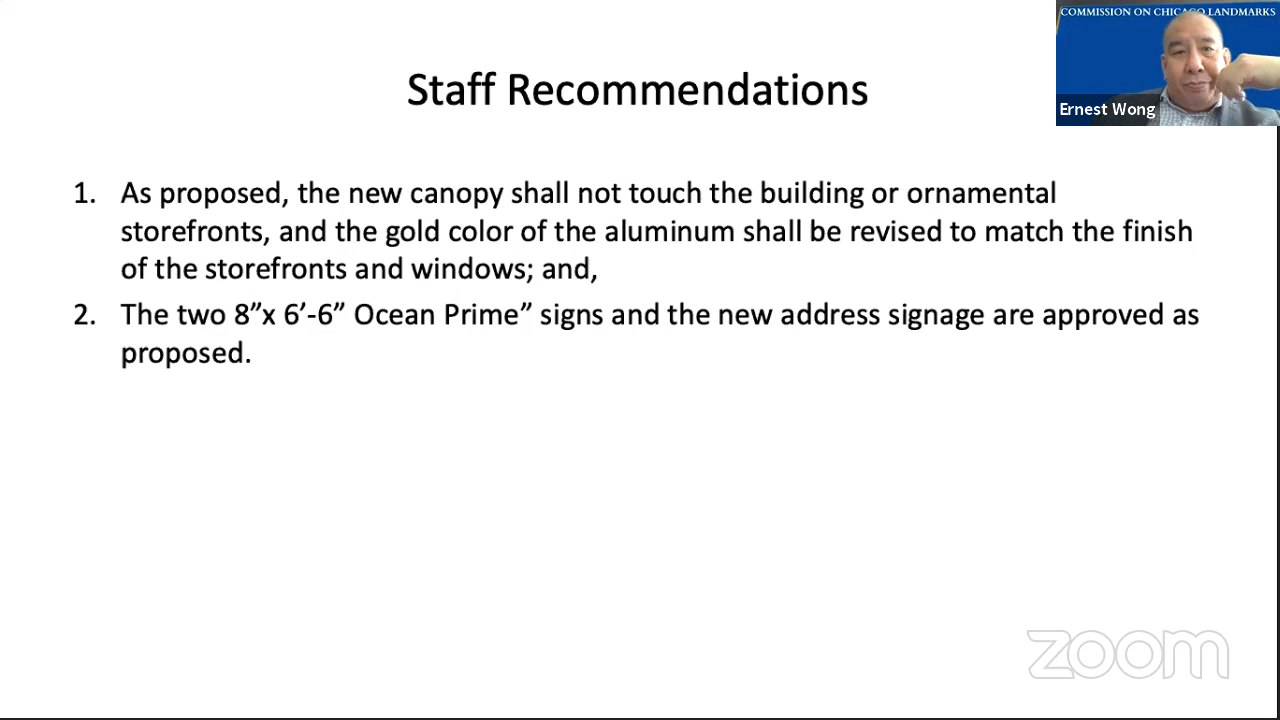 COMMISSION ON CHICAGO LANDMARKS
Ernest Wong
Staff Recommendations
1. As proposed, the new canopy shall not touch the building or ornamental
storefronts, and the gold color of the aluminum shall be revised to match the finish
of the storefronts and windows; and,
2. The two 8”x 6’-6” Ocean Prime” signs and the new address signage are approved as
proposed.
zoom